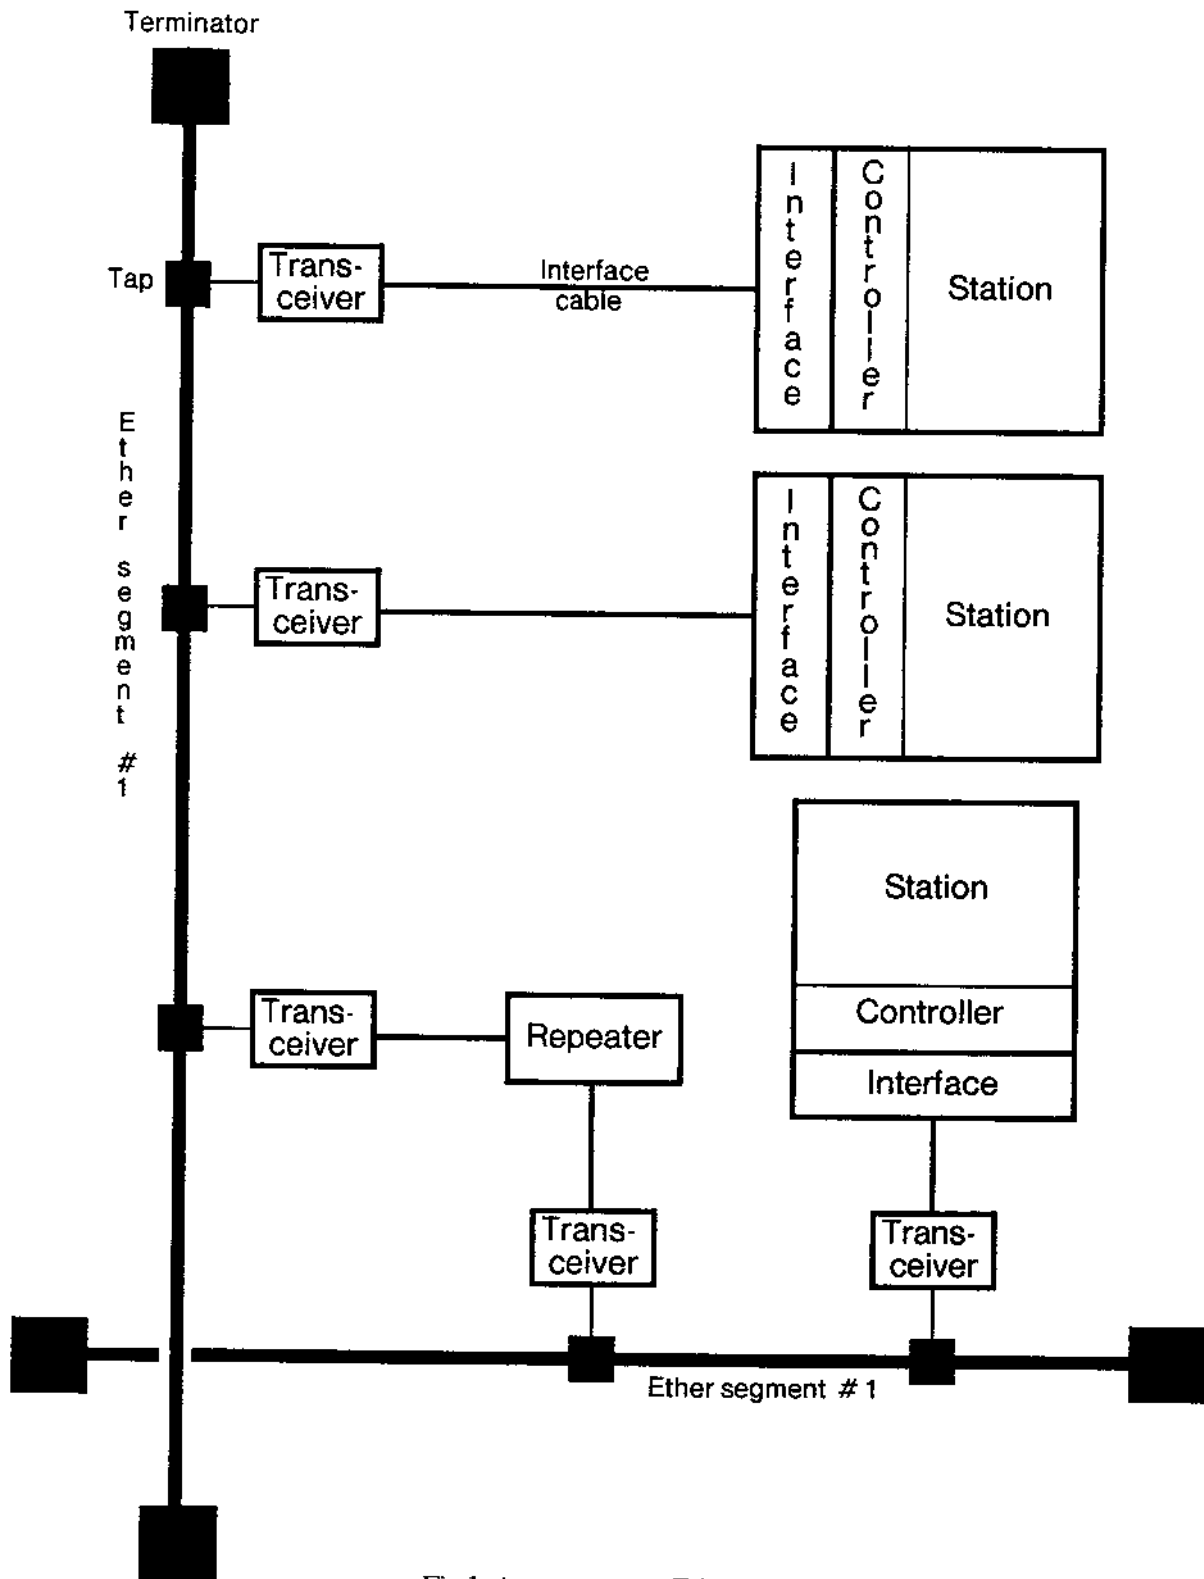 Terminator
Tap
Trans-
ceiver
Interface
cable
Interface
Controller
Station
Ether segment #1
Trans-
ceiver
Interface
Controller
Station
Station
Controller
Interface
Trans-
ceiver
Repeater
Trans-
ceiver
Trans-
ceiver
Ether segment # 1